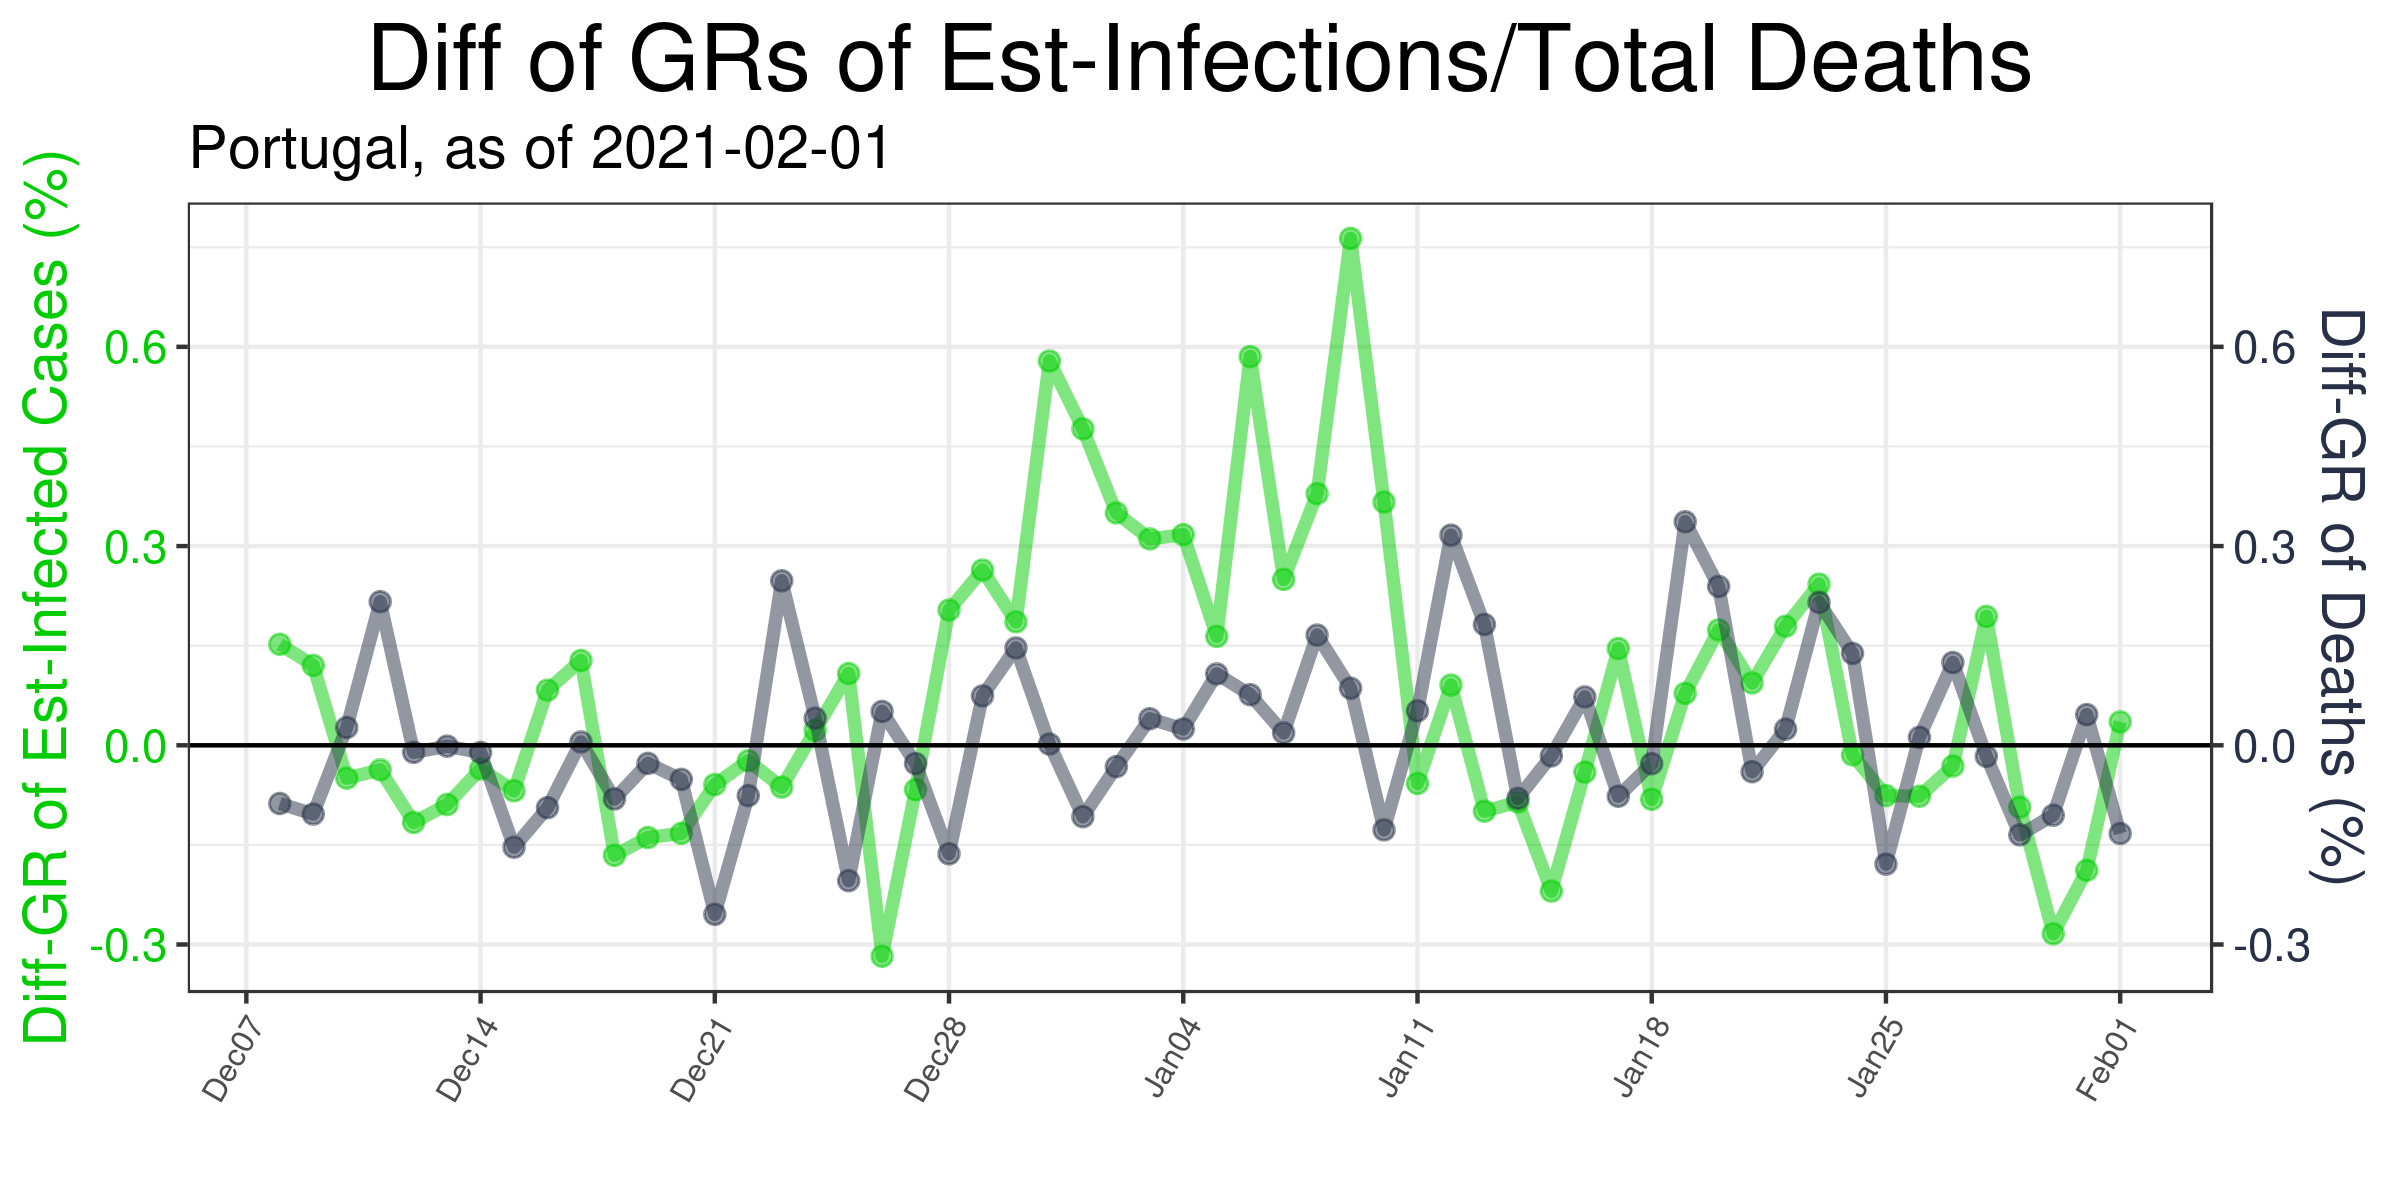 Diff of GRs of Est-Infections/Total Deaths
Portugal, as of 2021-02-01
Diff-GR of Est-Infected Cases (%)
0.6
0.3
0.0
-0.3
0.6
0.3
0.0
-0.3
Diff-GR of Deaths (%)
Dec07
Dec14
Dec21
Dec28
Jan04
Jan11
Jan18
Jan25
Feb01